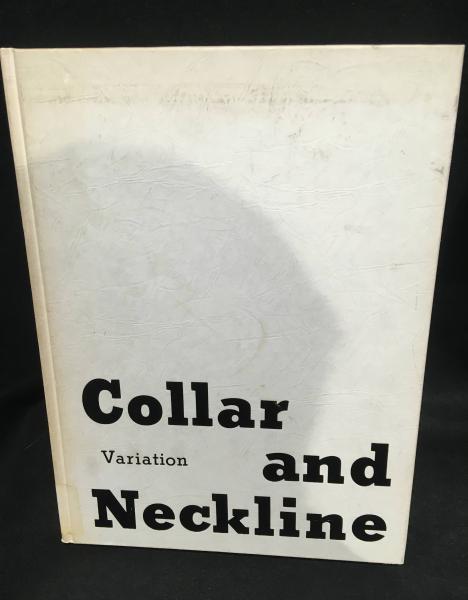 Collar
Variation
and
Neckline